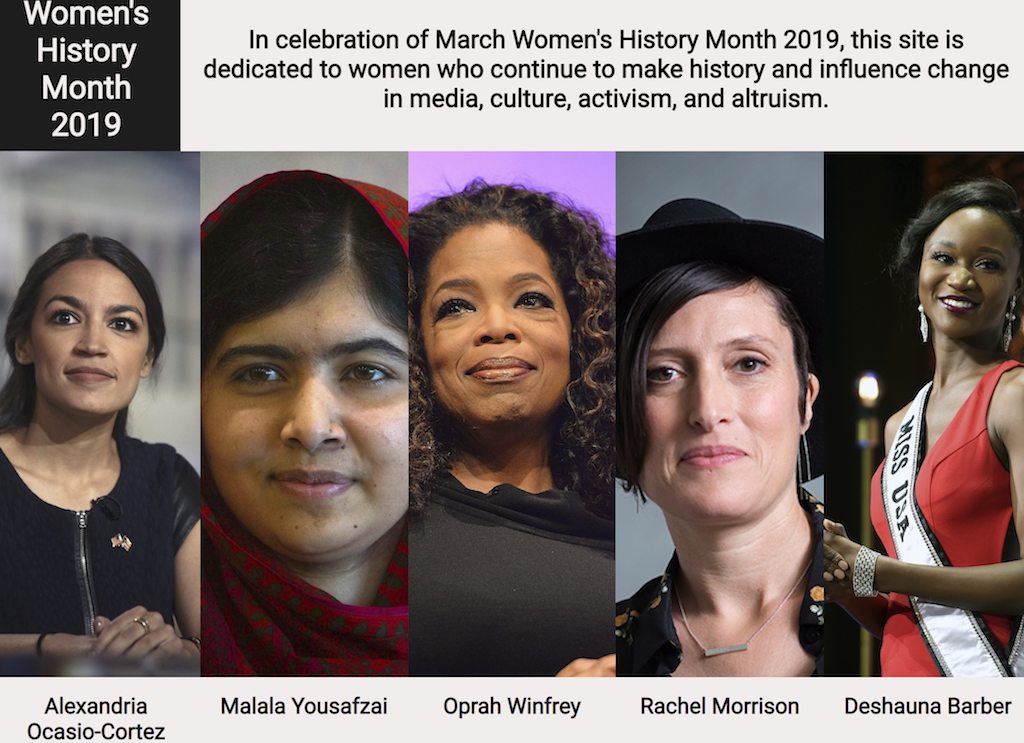 Women's
History
Month
2019
In celebration of March Women's History Month 2019, this site is
dedicated to women who continue to make history and influence change
in media, culture, activism, and altruism.
MISS USA
Alexandria
Ocasio-Cortez
Malala Yousafzai
Oprah Winfrey
Rachel Morrison
Deshauna Barber